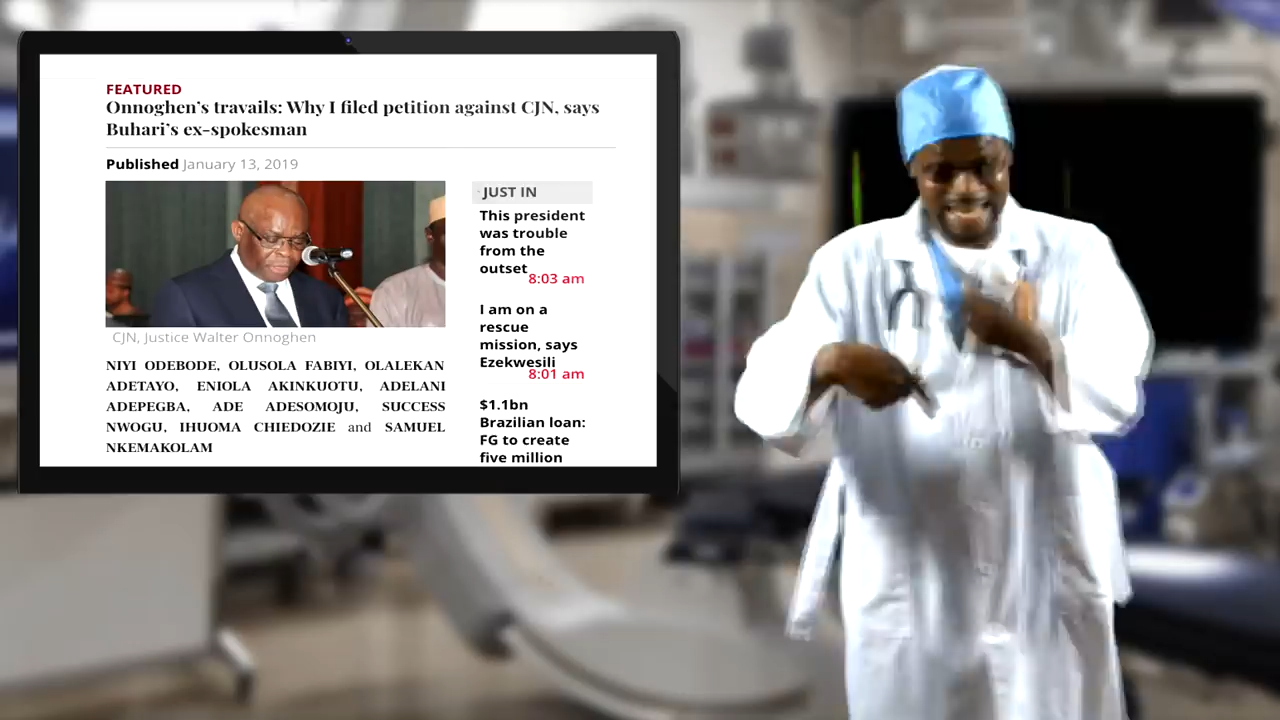 FEATURED
Onnoghen's travails: Why I filed petition against CJN, says
Buhari's ex-spokesman
Published January 13, 2019
CJN, Justice Walter Onnoghen
NIYI ODEBODE, OLUSOLA FABIYI, OLALEKAN
ADETAYO, ENIOLA AKINKUOTU, ADELANI
ADEPEGBA, ADE ADESOMOJU, SUCCESS
NWOGU, IHUOMA CHIEDOZIE and SAMUEL
NKEMAKOLAM
JUST IN
This president
was trouble
from the
outset
8:03 am
I am on a
rescue
mission, says
Ezekwesili
8:01 am
$1.1bn
Brazilian loan:
FG to create
five million